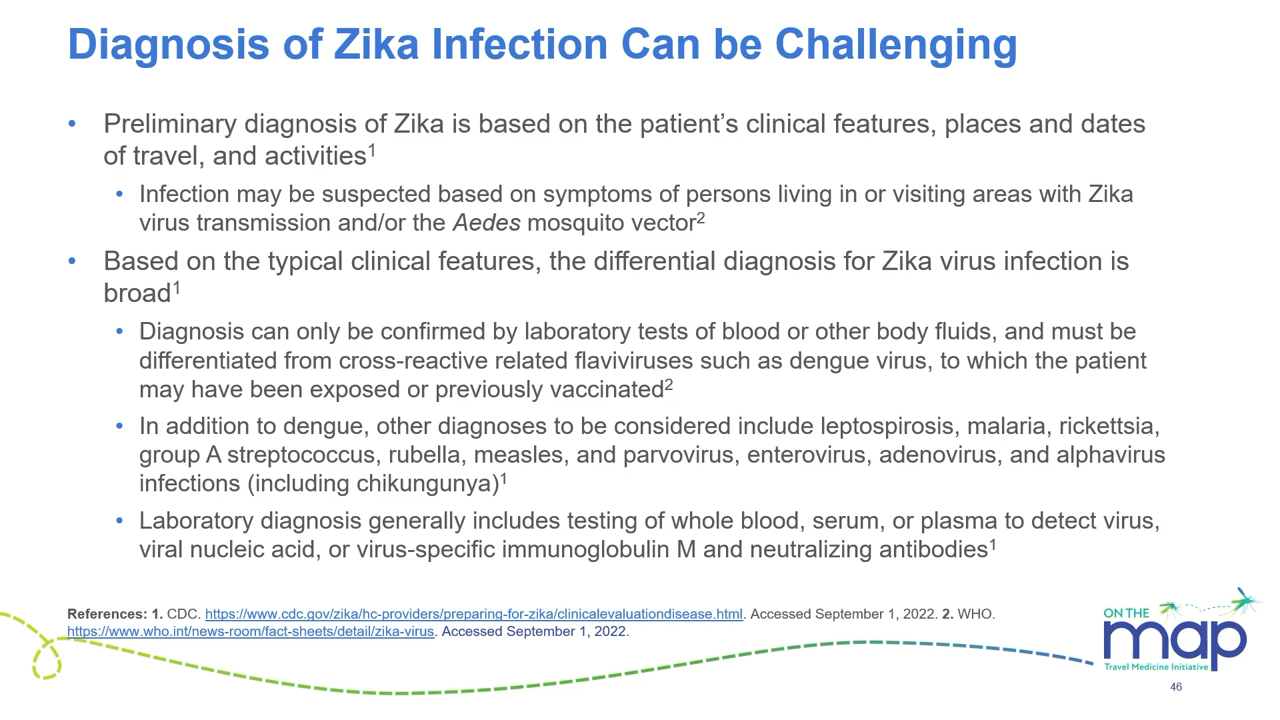 Diagnosis of Zika Infection Can be Challenging
• Preliminary diagnosis of Zika is based on the patient’s clinical features, places and dates
of travel, and activities1
• Infection may be suspected based on symptoms of persons living in or visiting areas with Zika
virus transmission and/or the Aedes mosquito vector2
• Based on the typical clinical features, the differential diagnosis for Zika virus infection is
broad1
• Diagnosis can only be confirmed by laboratory tests of blood or other body fluids, and must be
differentiated from cross-reactive related flaviviruses such as dengue virus, to which the patient
may have been exposed or previously vaccinated2
• In addition to dengue, other diagnoses to be considered include leptospirosis, malaria, rickettsia,
group A streptococcus, rubella, measles, and parvovirus, enterovirus, adenovirus, and alphavirus
infections (including chikungunya)1
• Laboratory diagnosis generally includes testing of whole blood, serum, or plasma to detect virus,
viral nucleic acid, or virus-specific immunoglobulin M and neutralizing antibodies1
References: 1. CDC. https://www.cdc.gov/zika/hc-providers/preparing-for-zika/clinicalevaluationdisease.html. Accessed September 1, 2022. 2. WHO.
https://www.who.int/news-room/fact-sheets/detail/zika-virus. Accessed September 1, 2022.
ON THE
map
Travel Medicine Initiative
46